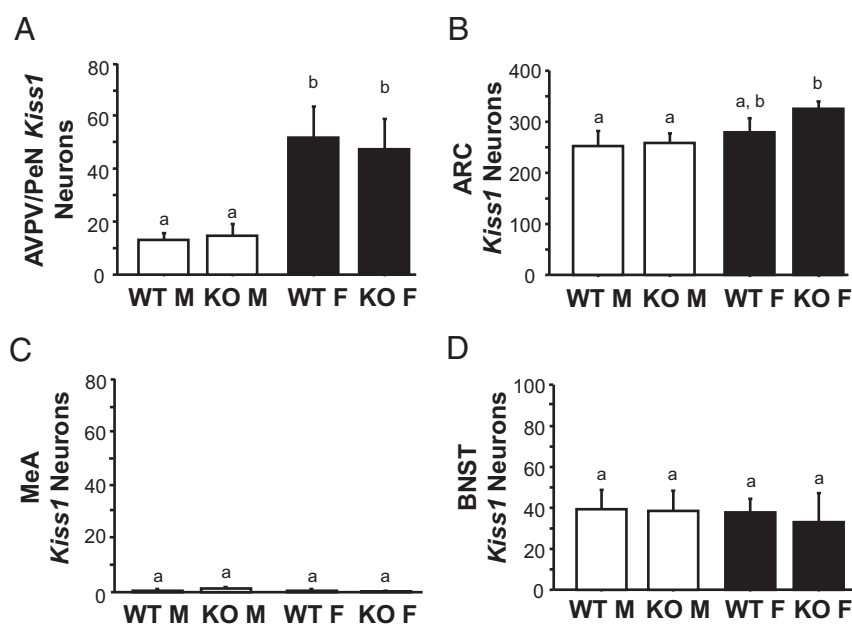 A
AVPV/PeN Kiss1
Neurons
80
60
40
20
0
a
a
b
b
WT M KO M WT F KO F
B
ARC
Kiss1 Neurons
400
300
200
100
0
a
a
a, b
b
WT M KO M WT F KO F
C
MeA
Kiss1 Neurons
80
60
40
20
0
a
a
a
a
WT M KO M WT F KO F
D
BNST
Kiss1 Neurons
100
80
60
40
20
0
a
a
a
a
WT M KO M WT F KO F